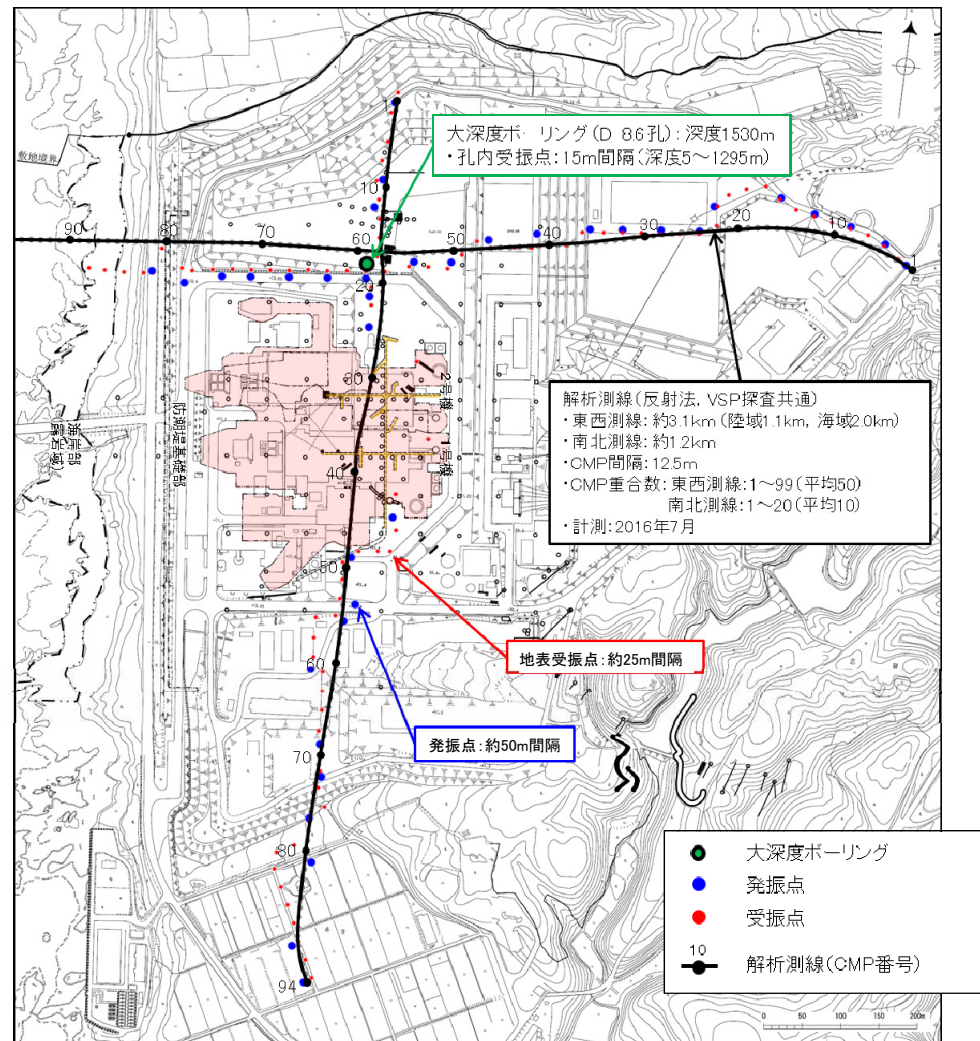 大深度ボーリング(D 8.6孔):深度1530m
・孔内受振点:15m間隔(深度5～1295m)
敷地境界
10
90
80
70
60
50
40
30
20
10
1
20
30
2号機
1号機
防潮堤基礎部
海岸部
(露岩域)
40
50
60
70
80
94
解析測線(反射法, VSP探査共通)
・東西測線:約3.1km(陸域1.1km, 海域2.0km)
・南北測線:約1.2km
・CMP間隔:12.5m
・CMP重合数:東西測線:1～99(平均50)
南北測線:1～20(平均10)
・計測:2016年7月
地表受振点:約25m間隔
発振点:約50m間隔
大深度ボーリング
発振点
受振点
10
解析測線(CMP番号)
0 50 100 150 200m